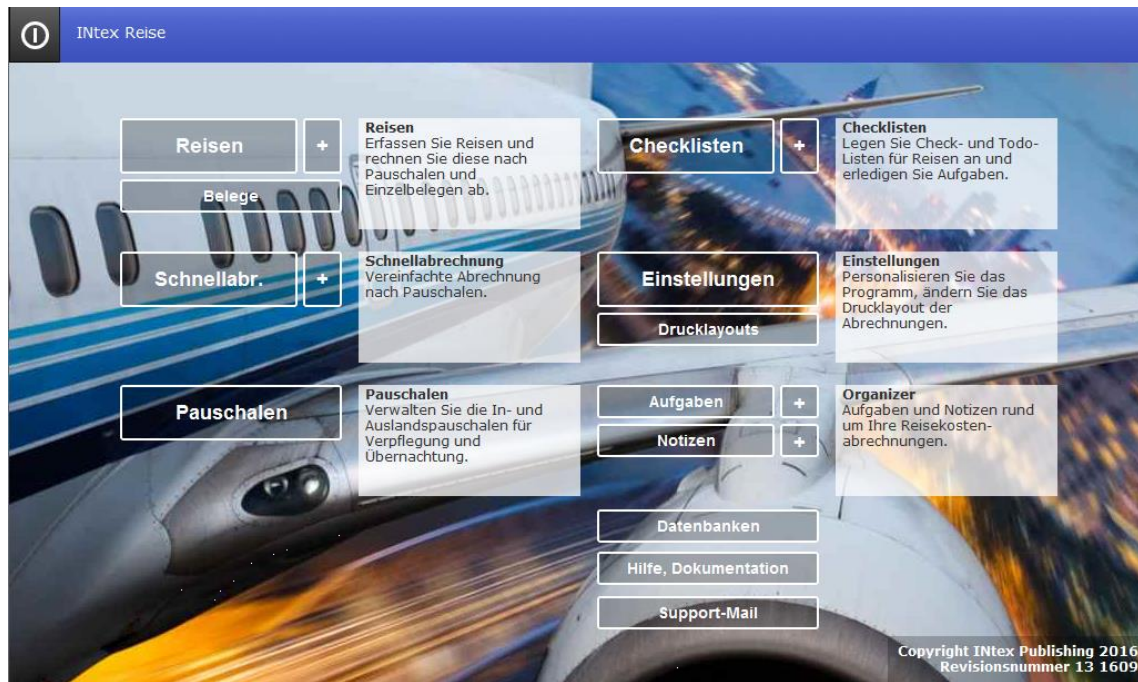 INtex Reise
Reisen
+
Belege
Reisen
Erfassen Sie Reisen und
rechnen Sie diese nach
Pauschalen und
Einzelbelegen ab.
Checklisten
+
Checklisten
Legen Sie Check- und Todo-
Listen für Reisen an und
erledigen Sie Aufgaben.
Schnellabr.
+
Schnellabrechnung
Vereinfachte Abrechnung
nach Pauschalen.
Einstellungen
Drucklayouts
Einstellungen
Personalisieren Sie das
Programm, ändern Sie das
Drucklayout der
Abrechnungen.
Pauschalen
Pauschalen
Verwalten Sie die In- und
Auslandspauschalen für
Verpflegung und
Übernachtung.
Aufgaben
+
Notizen
+
Organizer
Aufgaben und Notizen rund
um Ihre Reisekosten-
abrechnungen.
Datenbanken
Hilfe, Dokumentation
Support-Mail
Copyright INtex Publishing 2016
Revisionsnummer 13 1609